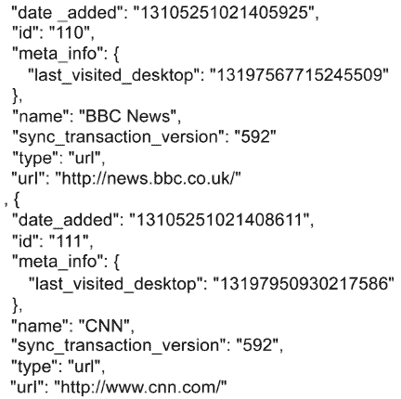 "date _added": "13105251021405925",
"id": "110",
"meta_info": {
"last_visited_desktop": "13197567715245509"
},
"name": "BBC News",
"sync_transaction_version": "592"
"type": "url",
"url": "http://news.bbc.co.uk/"
, {
"date_added": "13105251021408611",
"id": "111",
"meta_info": {
"last_visited_desktop": "13197950930217586"
},
"name": "CNN",
"sync_transaction_version": "592",
"type": "url",
"url": "http://www.cnn.com/"